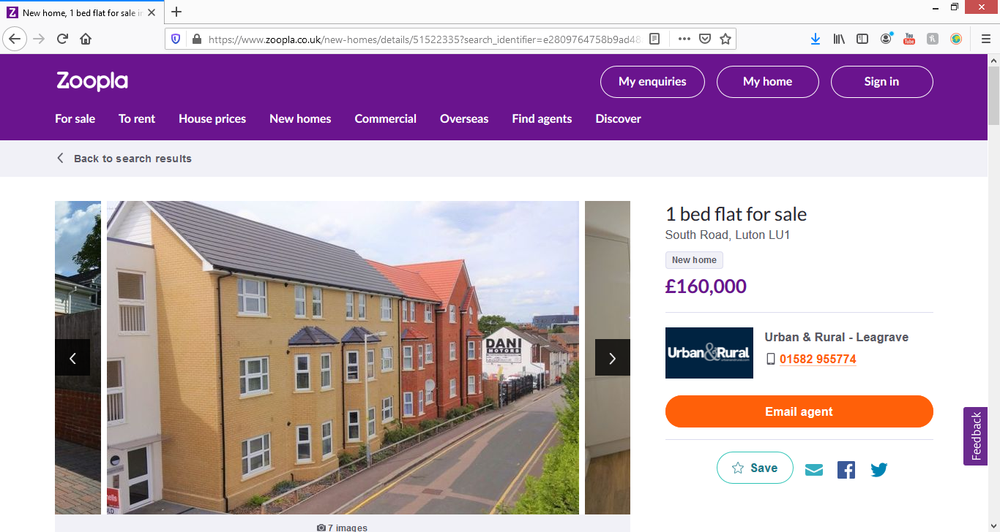 New home, 1 bed flat for sale in
https://www.zoopla.co.uk/new-homes/details/51522335?search_identifier=e2809764758b9ad48
You Tube
Zoopla
My enquiries
My home
Sign in
For sale
To rent
House prices
New homes
Commercial
Overseas
Find agents
Discover
Back to search results
1 bed flat for sale
South Road, Luton LU1
New home
£160,000
DANI
MOTORS
Urban&Rural
Urban & Rural - Leagrave
01582 955774
Email agent
Feedback
Save
7 images